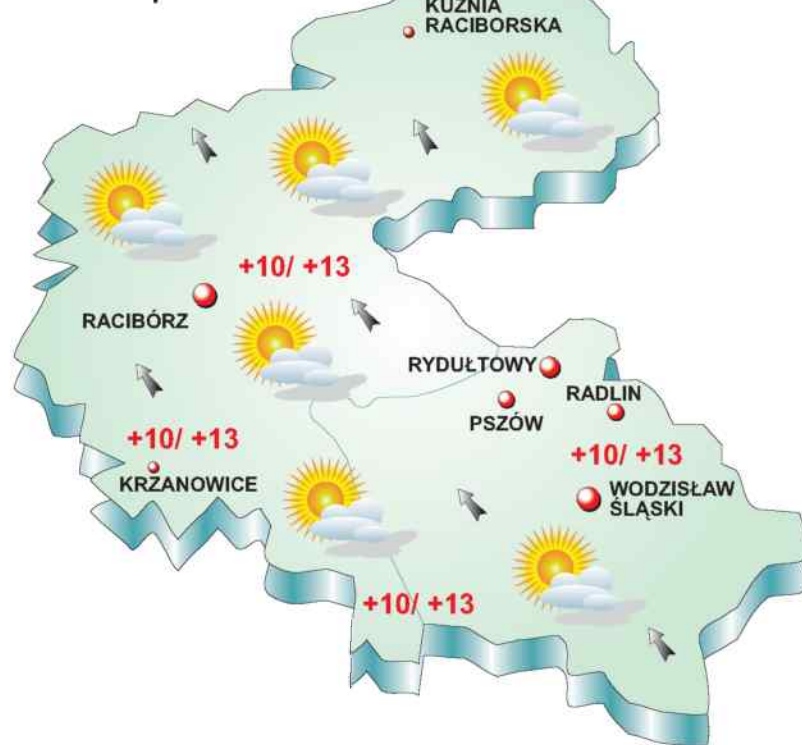 KUŹNIA
RACIBORSKA
+10/ +13
RACIBÓRZ
RYDUŁTOWY
RADLIN
PSZÓW
+10/ +13
+10/ +13
KRZANOWICE
WODZISŁAW
ŚLĄSKI
+10/ +13